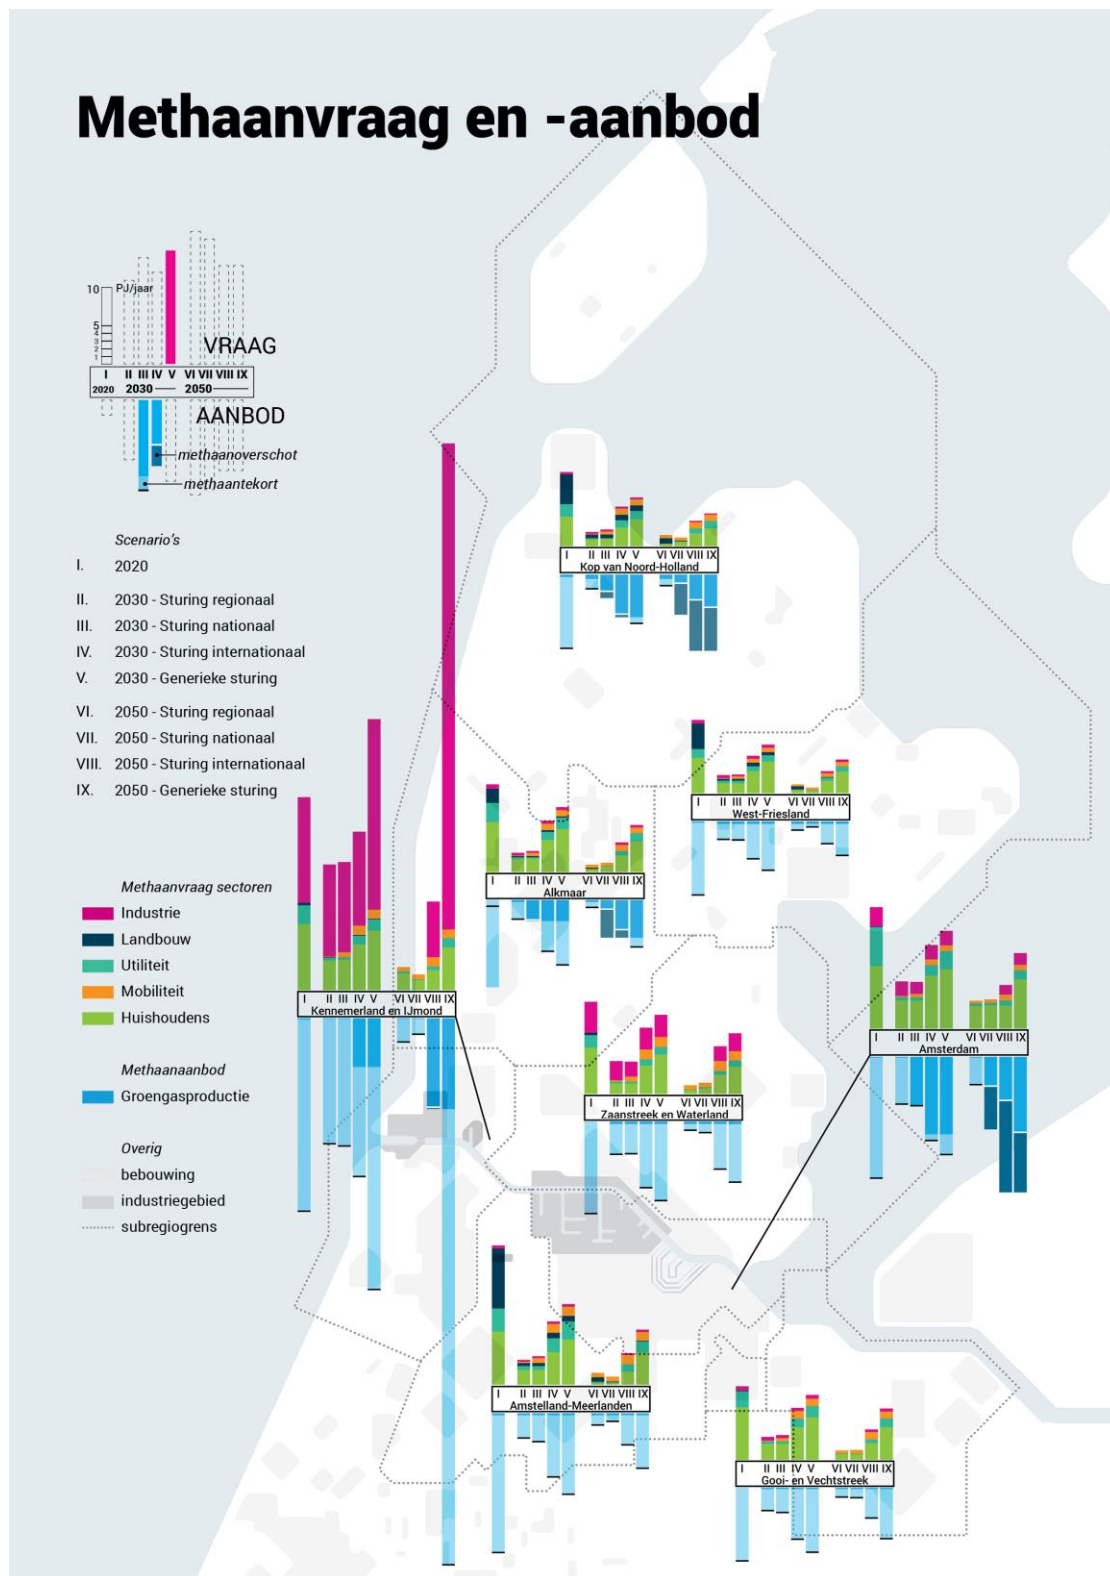 Methaanvraag en -aanbod
10 PJ/jaar
5
4
3
2
1
VRAAG
I II III IV V VI VII VIII IX
2020 2030 2050
AANBOD
methaanoverschot
methaantekort
Scenario's
I. 2020
II. 2030 - Sturing regionaal
III. 2030 - Sturing nationaal
IV. 2030 - Sturing internationaal
V. 2030 - Generieke sturing
VI. 2050 - Sturing regionaal
VII. 2050 - Sturing nationaal
VIII. 2050 - Sturing internationaal
IX. 2050 - Generieke sturing
Methaanvraag sectoren
Industrie
Landbouw
Utiliteit
Mobiliteit
Huishoudens
Methaanaanbod
Groengasproductie
Overig
bebouwing
industriegebied
subregiogrens
I II III IV V VI VII VIII IX
Kop van Noord-Holland
I II III IV V VI VII VIII IX
West-Friesland
I II III IV V VI VII VIII IX
Alkmaar
I II III IV V VI VII VIII IX
Kennemerland en IJmond
I II III IV V VI VII VIII IX
Amsterdam
I II III IV V VI VII VIII IX
Zaanstreek en Waterland
I II III IV V VI VII VIII IX
Amstelland-Meerlanden
I II III IV V VI VII VIII IX
Gooi- en Vechtstreek